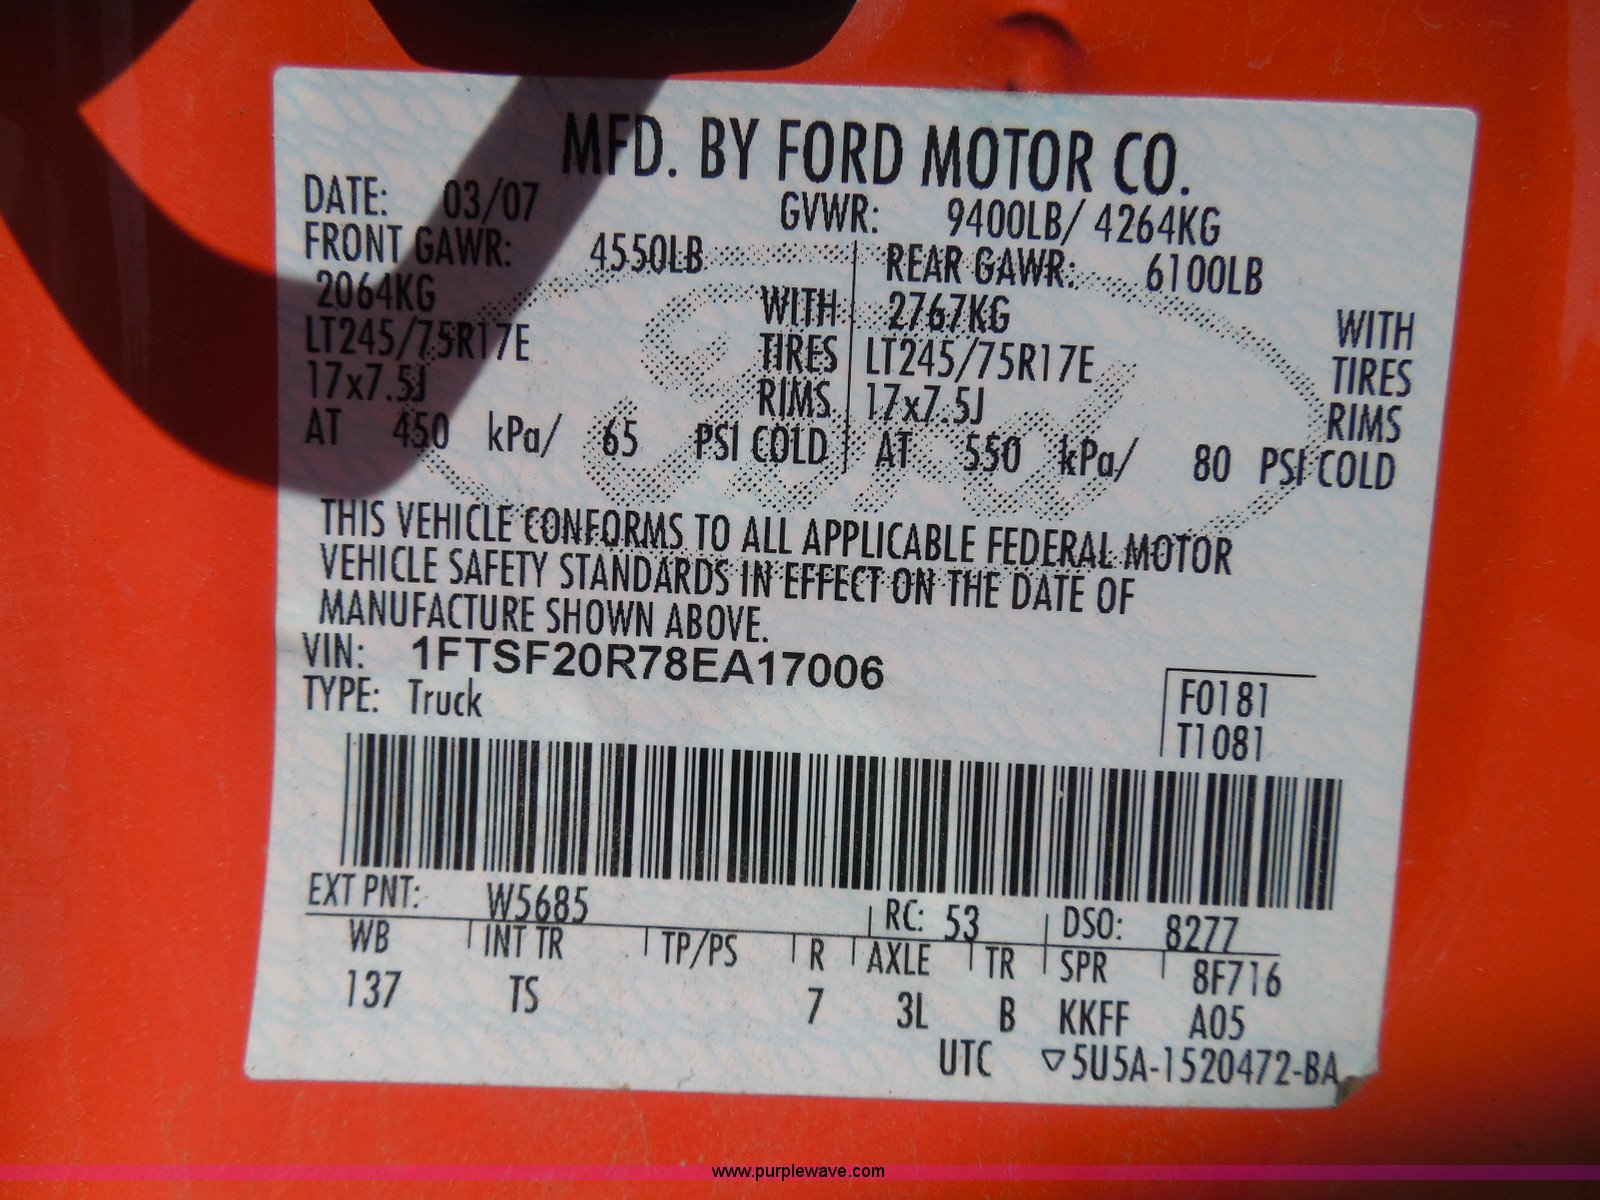 MFD. BY FORD MOTOR CO.
DATE: 03/07 GVWR: 9400LB/ 4264KG
FRONT GAWR: 4550LB REAR GAWR: 6100LB
2064KG WITH 2767KG WITH
LT245/75R17E TIRES LT245/75R17E TIRES
17x7.5J RIMS 17x7.5J RIMS
AT 450 kPa/ 65 PSI COLD AT 550 kPa/ 80 PSI COLD
THIS VEHICLE CONFORMS TO ALL APPLICABLE FEDERAL MOTOR
VEHICLE SAFETY STANDARDS IN EFFECT ON THE DATE OF
MANUFACTURE SHOWN ABOVE.
VIN: 1FTSF20R78EA17006
TYPE: Truck
F0181
T1081
EXT PNT: W5685 RC: 53 DSO: 8277
WB INT TR TP/PS R AXLE TR SPR 8F716
137 TS 7 3L B KKFF A05
UTC ▽5U5A-1520472-BA
www.purplewave.com